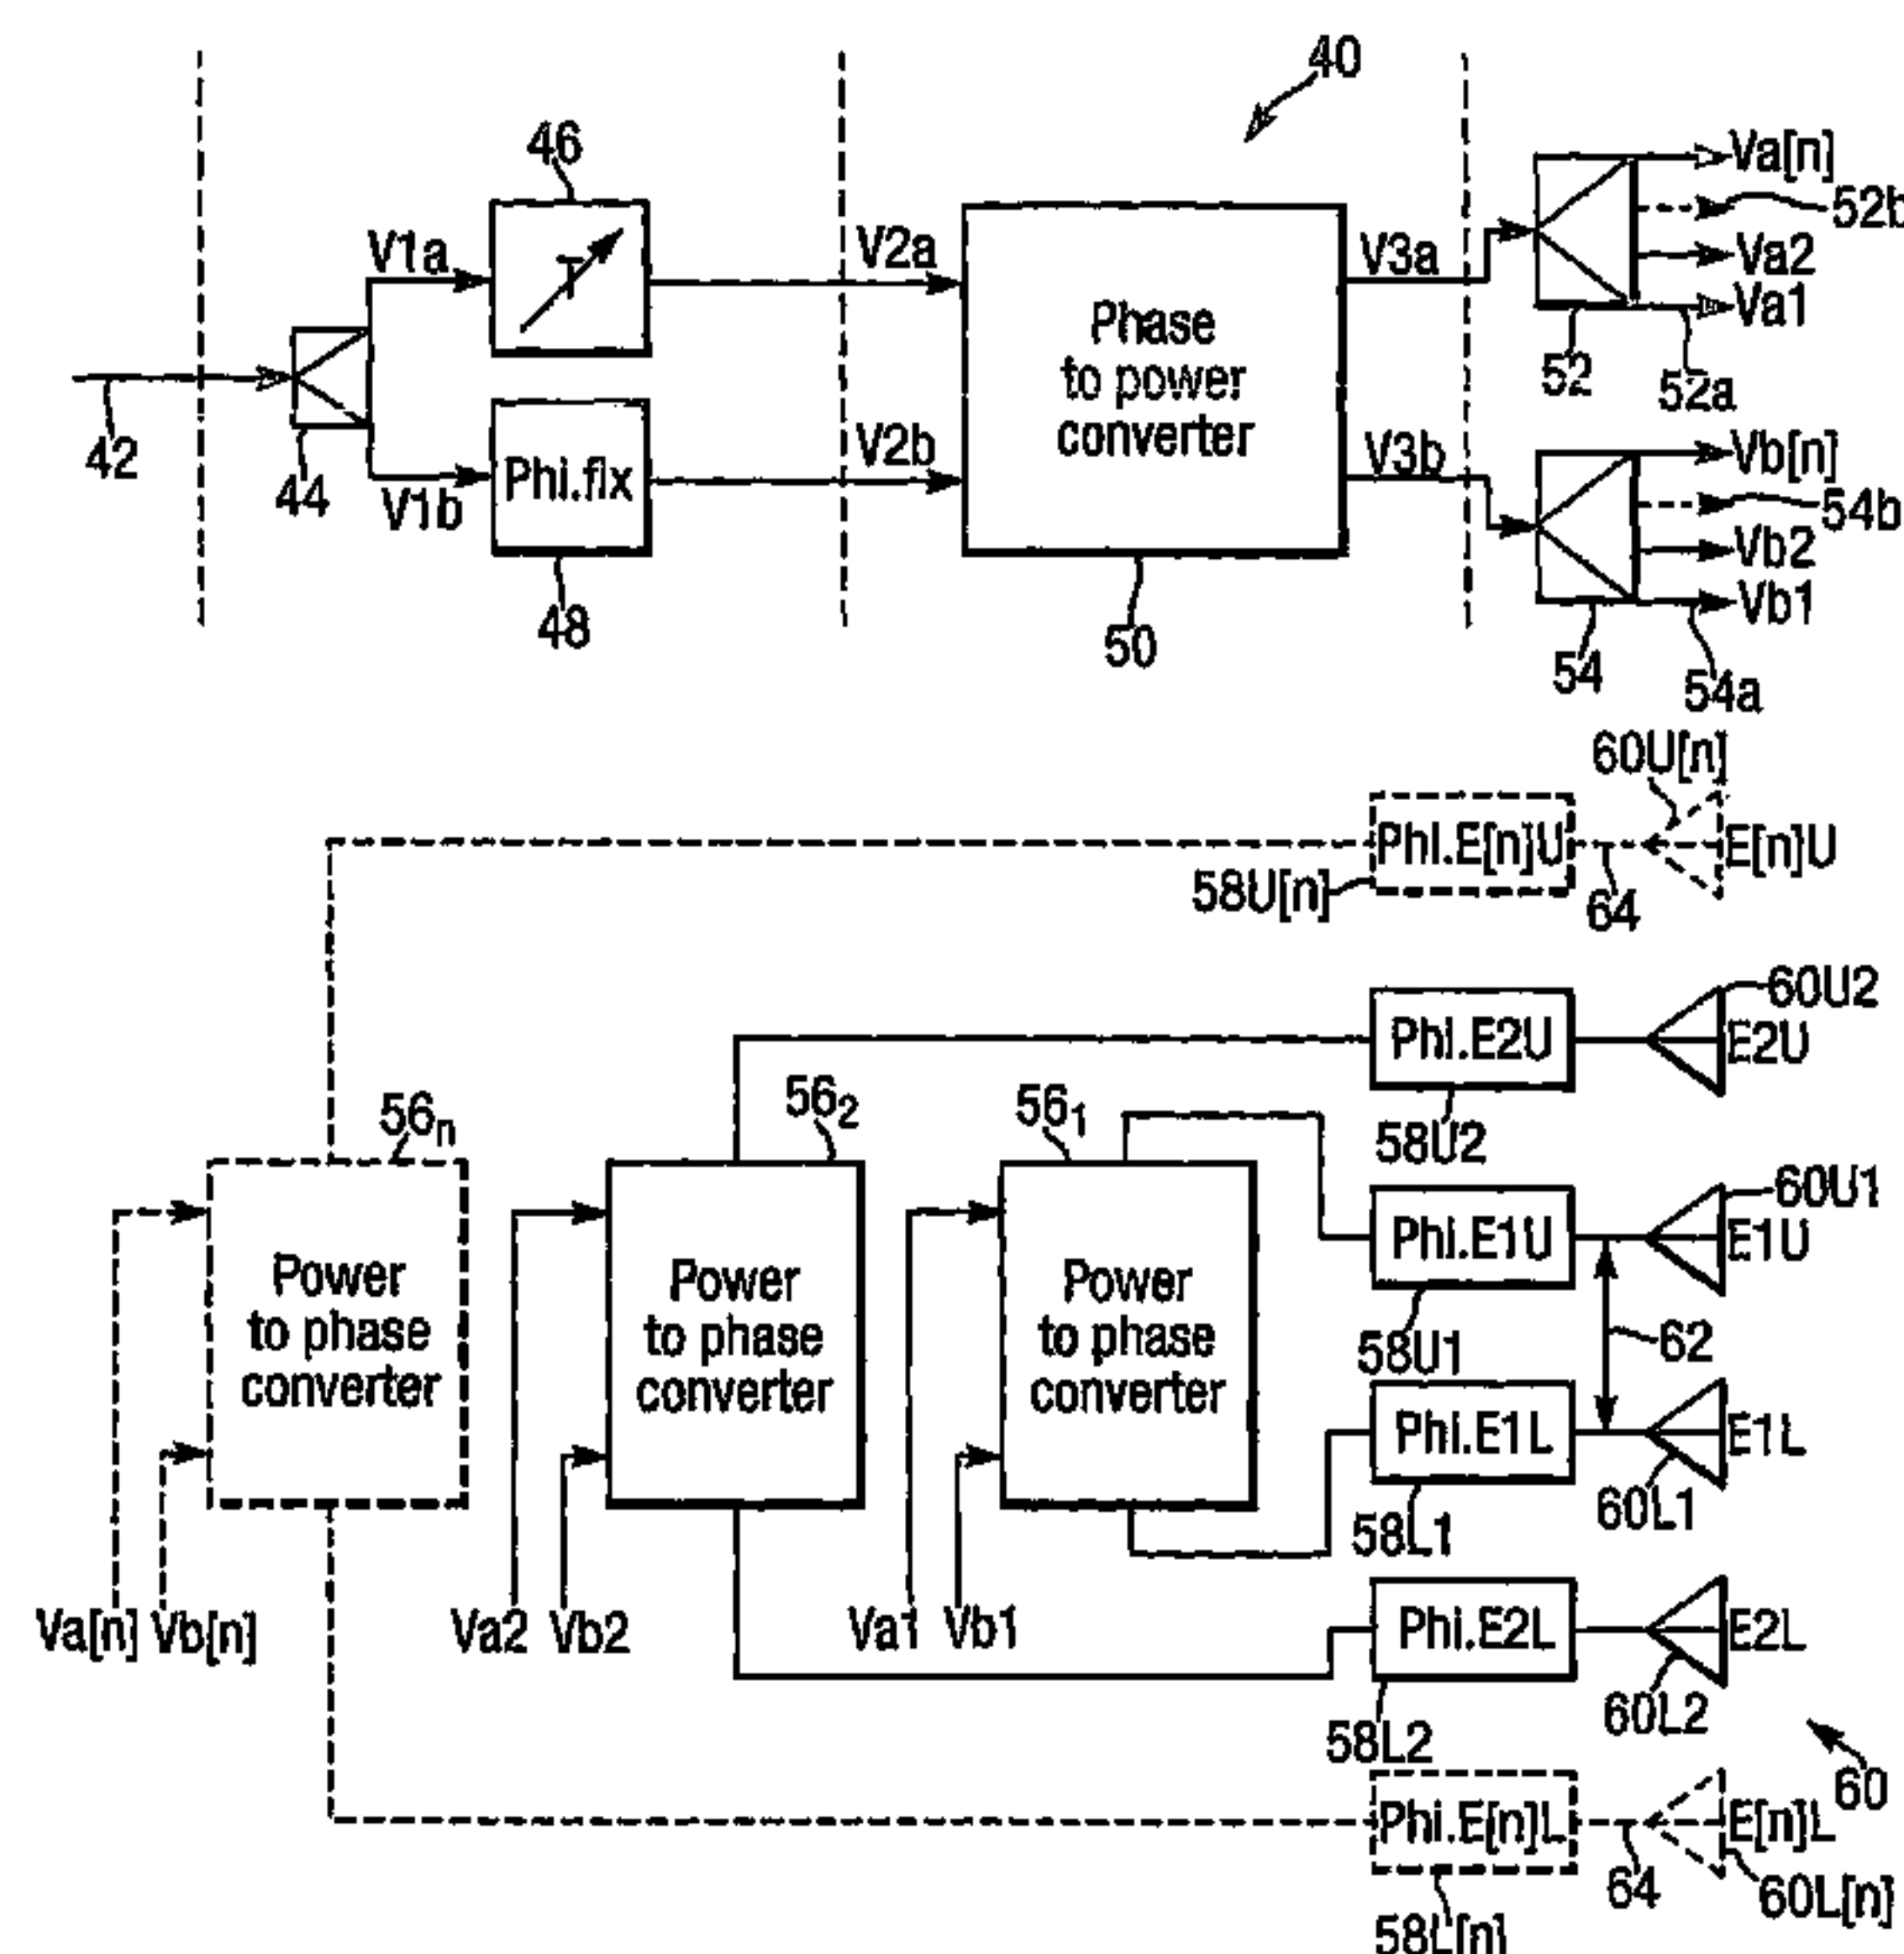 40
46
V1a
T
V2a
V3a
Va[n]
52b
Va2
Va1
Phase
to power
converter
52
52a
42
44
V1b
Phi.fix
V2b
V3b
Vb[n]
54b
Vb2
Vb1
48
50
54
54a
60U[n]
Phi.E[n]U
E[n]U
58U[n]
64
60U2
Phi.E2U
E2U
56n
562
561
58U2
60U1
Phi.E1U
E1U
Power
to phase
converter
Power
to phase
converter
Power
to phase
converter
58U1
62
Phi.E1L
E1L
60L1
58L1
Va[n]
Vb[n]
Va2
Vb2
Va1
Vb1
Phi.E2L
E2L
60L2
58L2
60
Phi.E[n]L
E[n]L
64
60L[n]
58L[n]